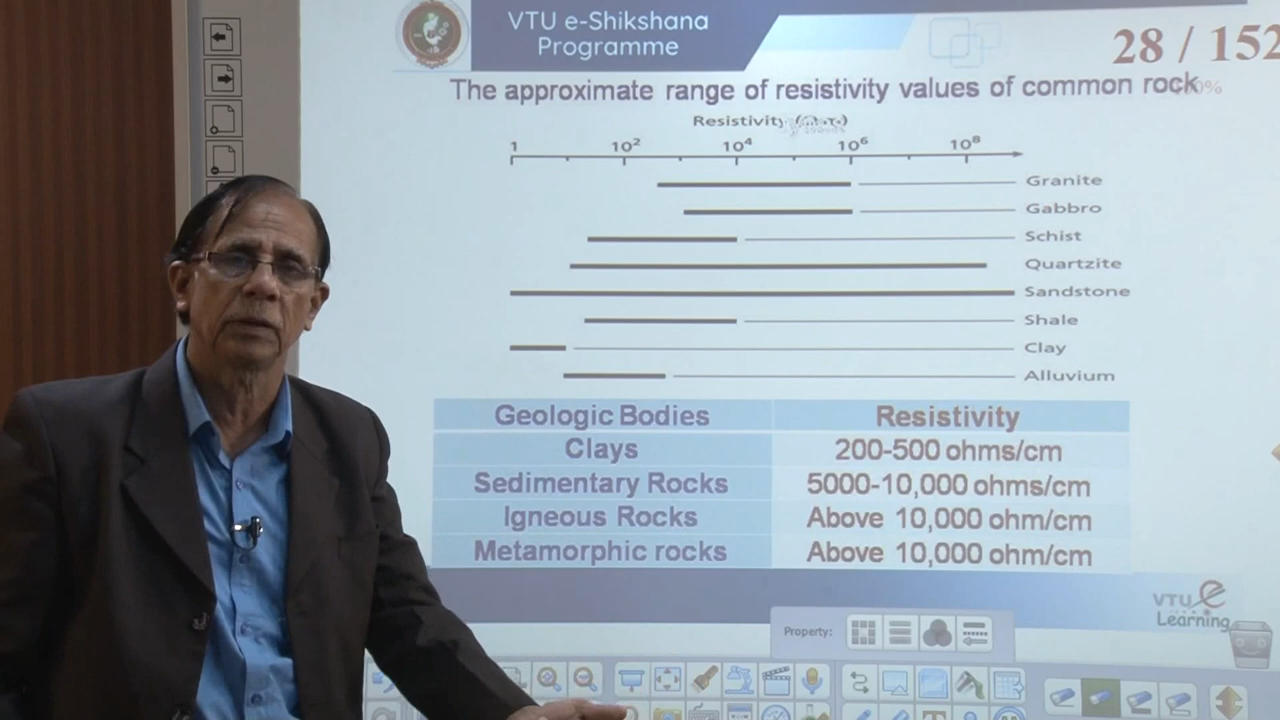 VTU e-Shikshana
Programme
28 / 152
The approximate range of resistivity values of common rock
Resistivity
1 10² 10⁴ 10⁶ 10⁸
Granite
Gabbro
Schist
Quartzite
Sandstone
Shale
Clay
Alluvium
Geologic Bodies Resistivity
Clays 200-500 ohms/cm
Sedimentary Rocks 5000-10,000 ohms/cm
Igneous Rocks Above 10,000 ohm/cm
Metamorphic rocks Above 10,000 ohm/cm
VTU e
Learning
Property: